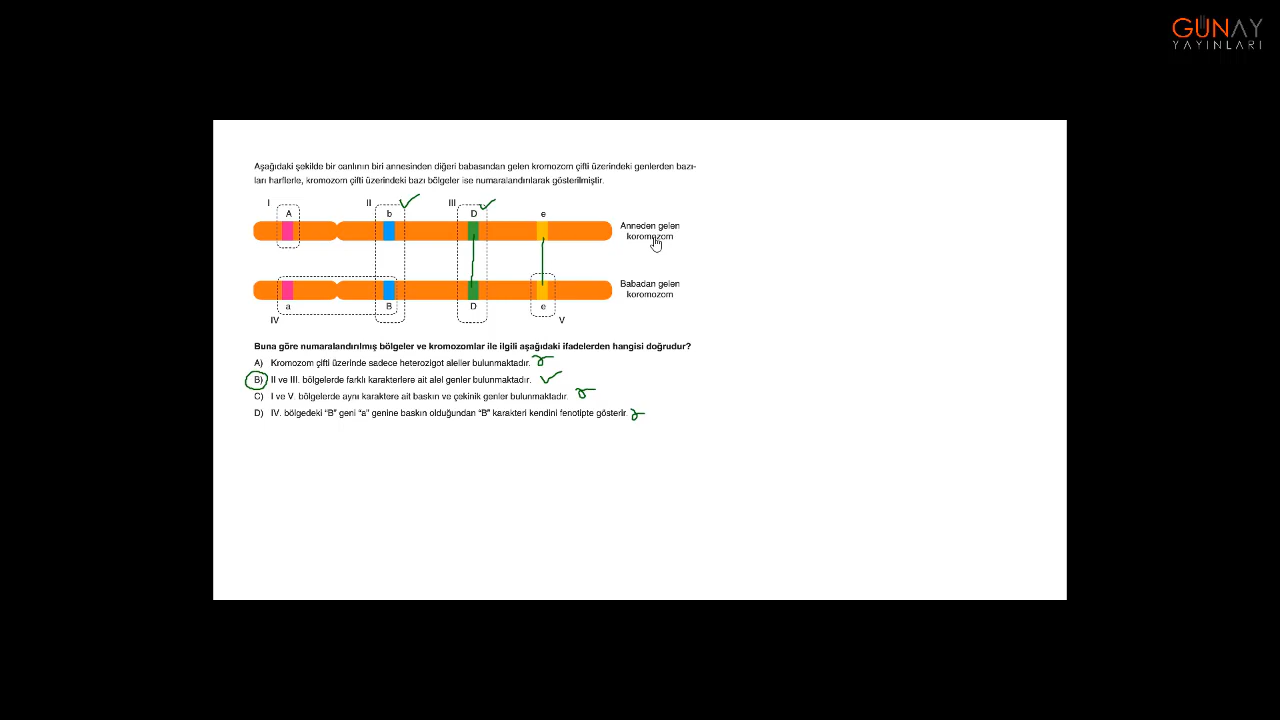 GÜNAY
YAYINLARI
Aşağıdaki şekilde bir canlının biri annesinden diğeri babasından gelen kromozom çifti üzerindeki genlerden bazı-
ları harflerle, kromozom çifti üzerindeki bazı bölgeler ise numaralandırılarak gösterilmiştir.
I II III
A b D e
Anneden gelen
koromozom
Babadan gelen
koromozom
a B D e
IV V
Buna göre numaralandırılmış bölgeler ve kromozomlar ile ilgili aşağıdaki ifadelerden hangisi doğrudur?
A) Kromozom çifti üzerinde sadece heterozigot aleller bulunmaktadır.
B) II ve III. bölgelerde farklı karakterlere ait alel genler bulunmaktadır.
C) I ve V. bölgelerde aynı karaktere ait baskın ve çekinik genler bulunmaktadır.
D) IV. bölgedeki “B” geni “a” genine baskın olduğundan “B” karakteri kendini fenotipte gösterir.